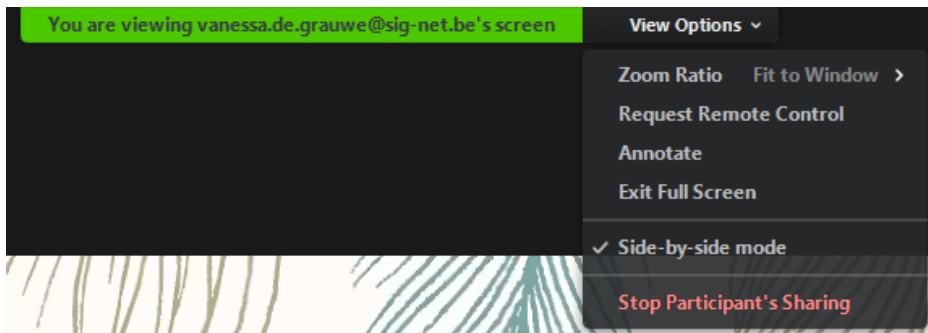 You are viewing vanessa.de.grauwe@sig-net.be's screen View Options
Zoom Ratio Fit to Window
Request Remote Control
Annotate
Exit Full Screen
Side-by-side mode
Stop Participant's Sharing